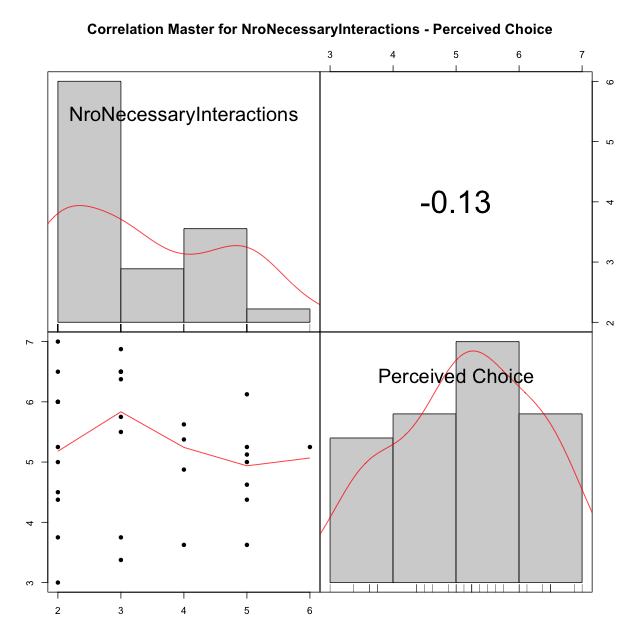 Correlation Master for NroNecessaryInteractions - Perceived Choice
3 4 5 6 7
NroNecessaryInteractions
-0.13
6
5
4
3
2
7
6
5
4
3
Perceived Choice
2 3 4 5 6